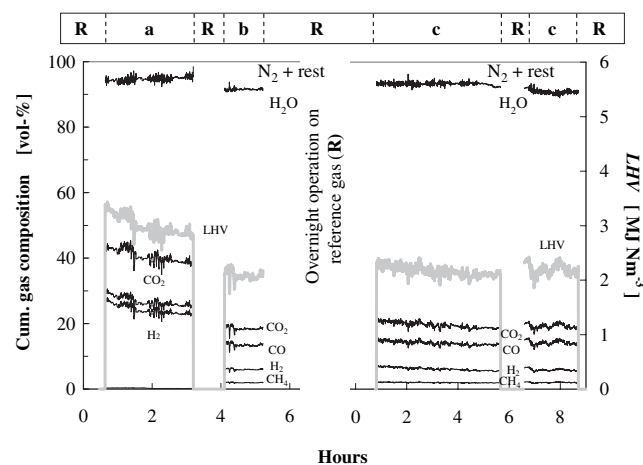 R a R b R c R c R
N2 + rest
H2O
N2 + rest
H2O
Cum. gas composition [vol-%]
100
80
60
40
20
0
LHV
CO2
H2
CO2
CO
H2
CH4
Overnight operation on
reference gas (R)
LHV
CO2
CO
H2
CH4
6
5
4
3
2
1
0
LHV [MJ Nm-3]
0 2 4 6 0 2 4 6 8
Hours